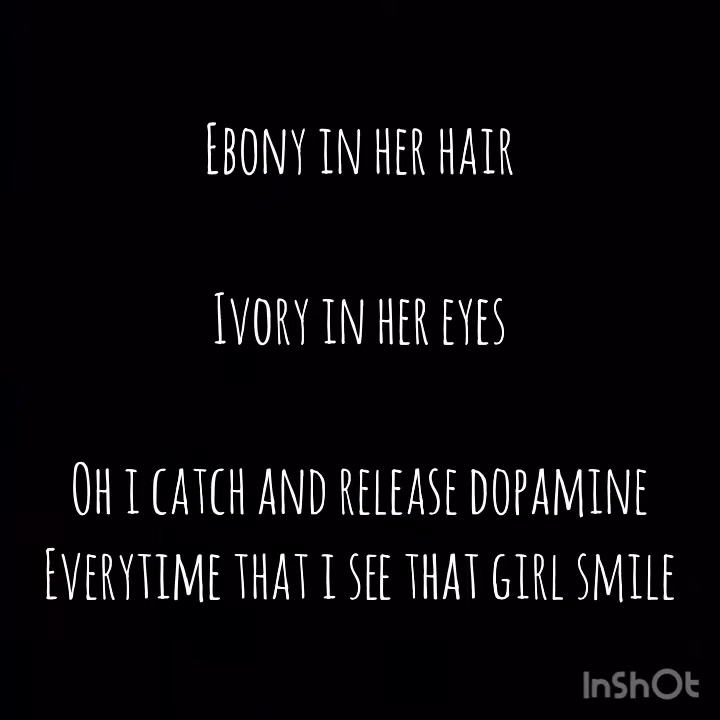 Ebony in her hair
Ivory in her eyes
Oh i catch and release dopamine
Everytime that i see that girl smile
InShOt